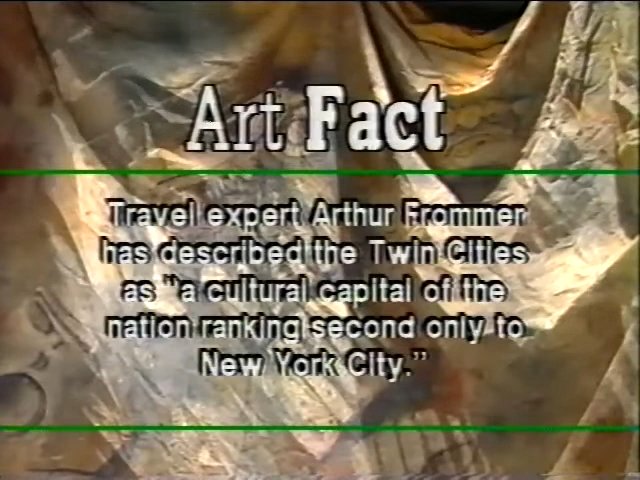 Art Fact
Travel expert Arthur Frommer
has described the Twin Cities
as "a cultural capital of the
nation ranking second only to
New York City."